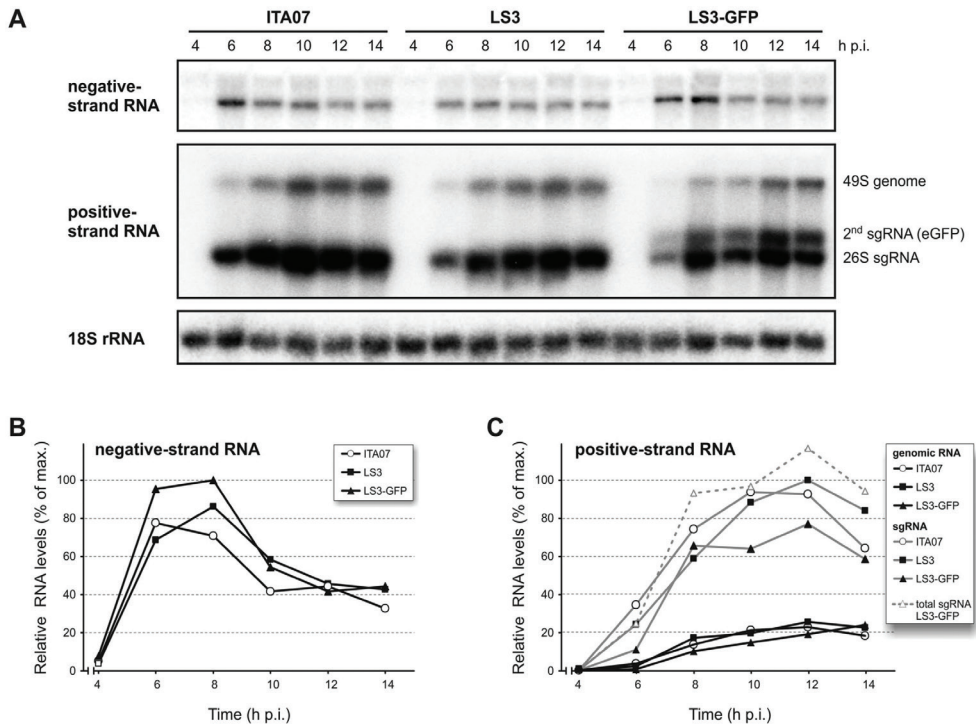 A
ITA07 LS3 LS3-GFP
4 6 8 10 12 14 4 6 8 10 12 14 4 6 8 10 12 14 h p.i.
negative-
strand RNA
positive-
strand RNA
49S genome
2nd sgRNA (eGFP)
26S sgRNA
18S rRNA
B
negative-strand RNA
ITA07
LS3
LS3-GFP
Relative RNA levels (% of max.)
100
80
60
40
20
0
4 6 8 10 12 14
Time (h p.i.)
C
positive-strand RNA
genomic RNA
ITA07
LS3
LS3-GFP
sgRNA
ITA07
LS3
LS3-GFP
total sgRNA
LS3-GFP
Relative RNA levels (% of max.)
100
80
60
40
20
0
4 6 8 10 12 14
Time (h p.i.)